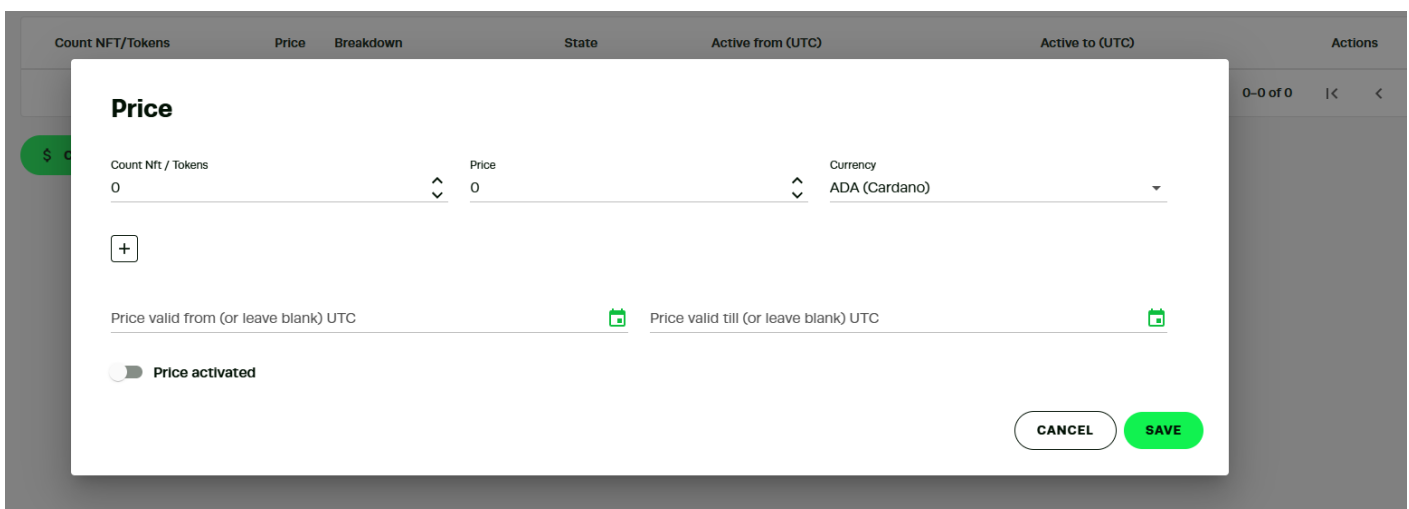 Count NFT/Tokens Price Breakdown State Active from (UTC) Active to (UTC) Actions
0-0 of 0
Price
$
Count Nft / Tokens Price Currency
0 0 ADA (Cardano)
+
Price valid from (or leave blank) UTC Price valid till (or leave blank) UTC
Price activated
CANCEL SAVE